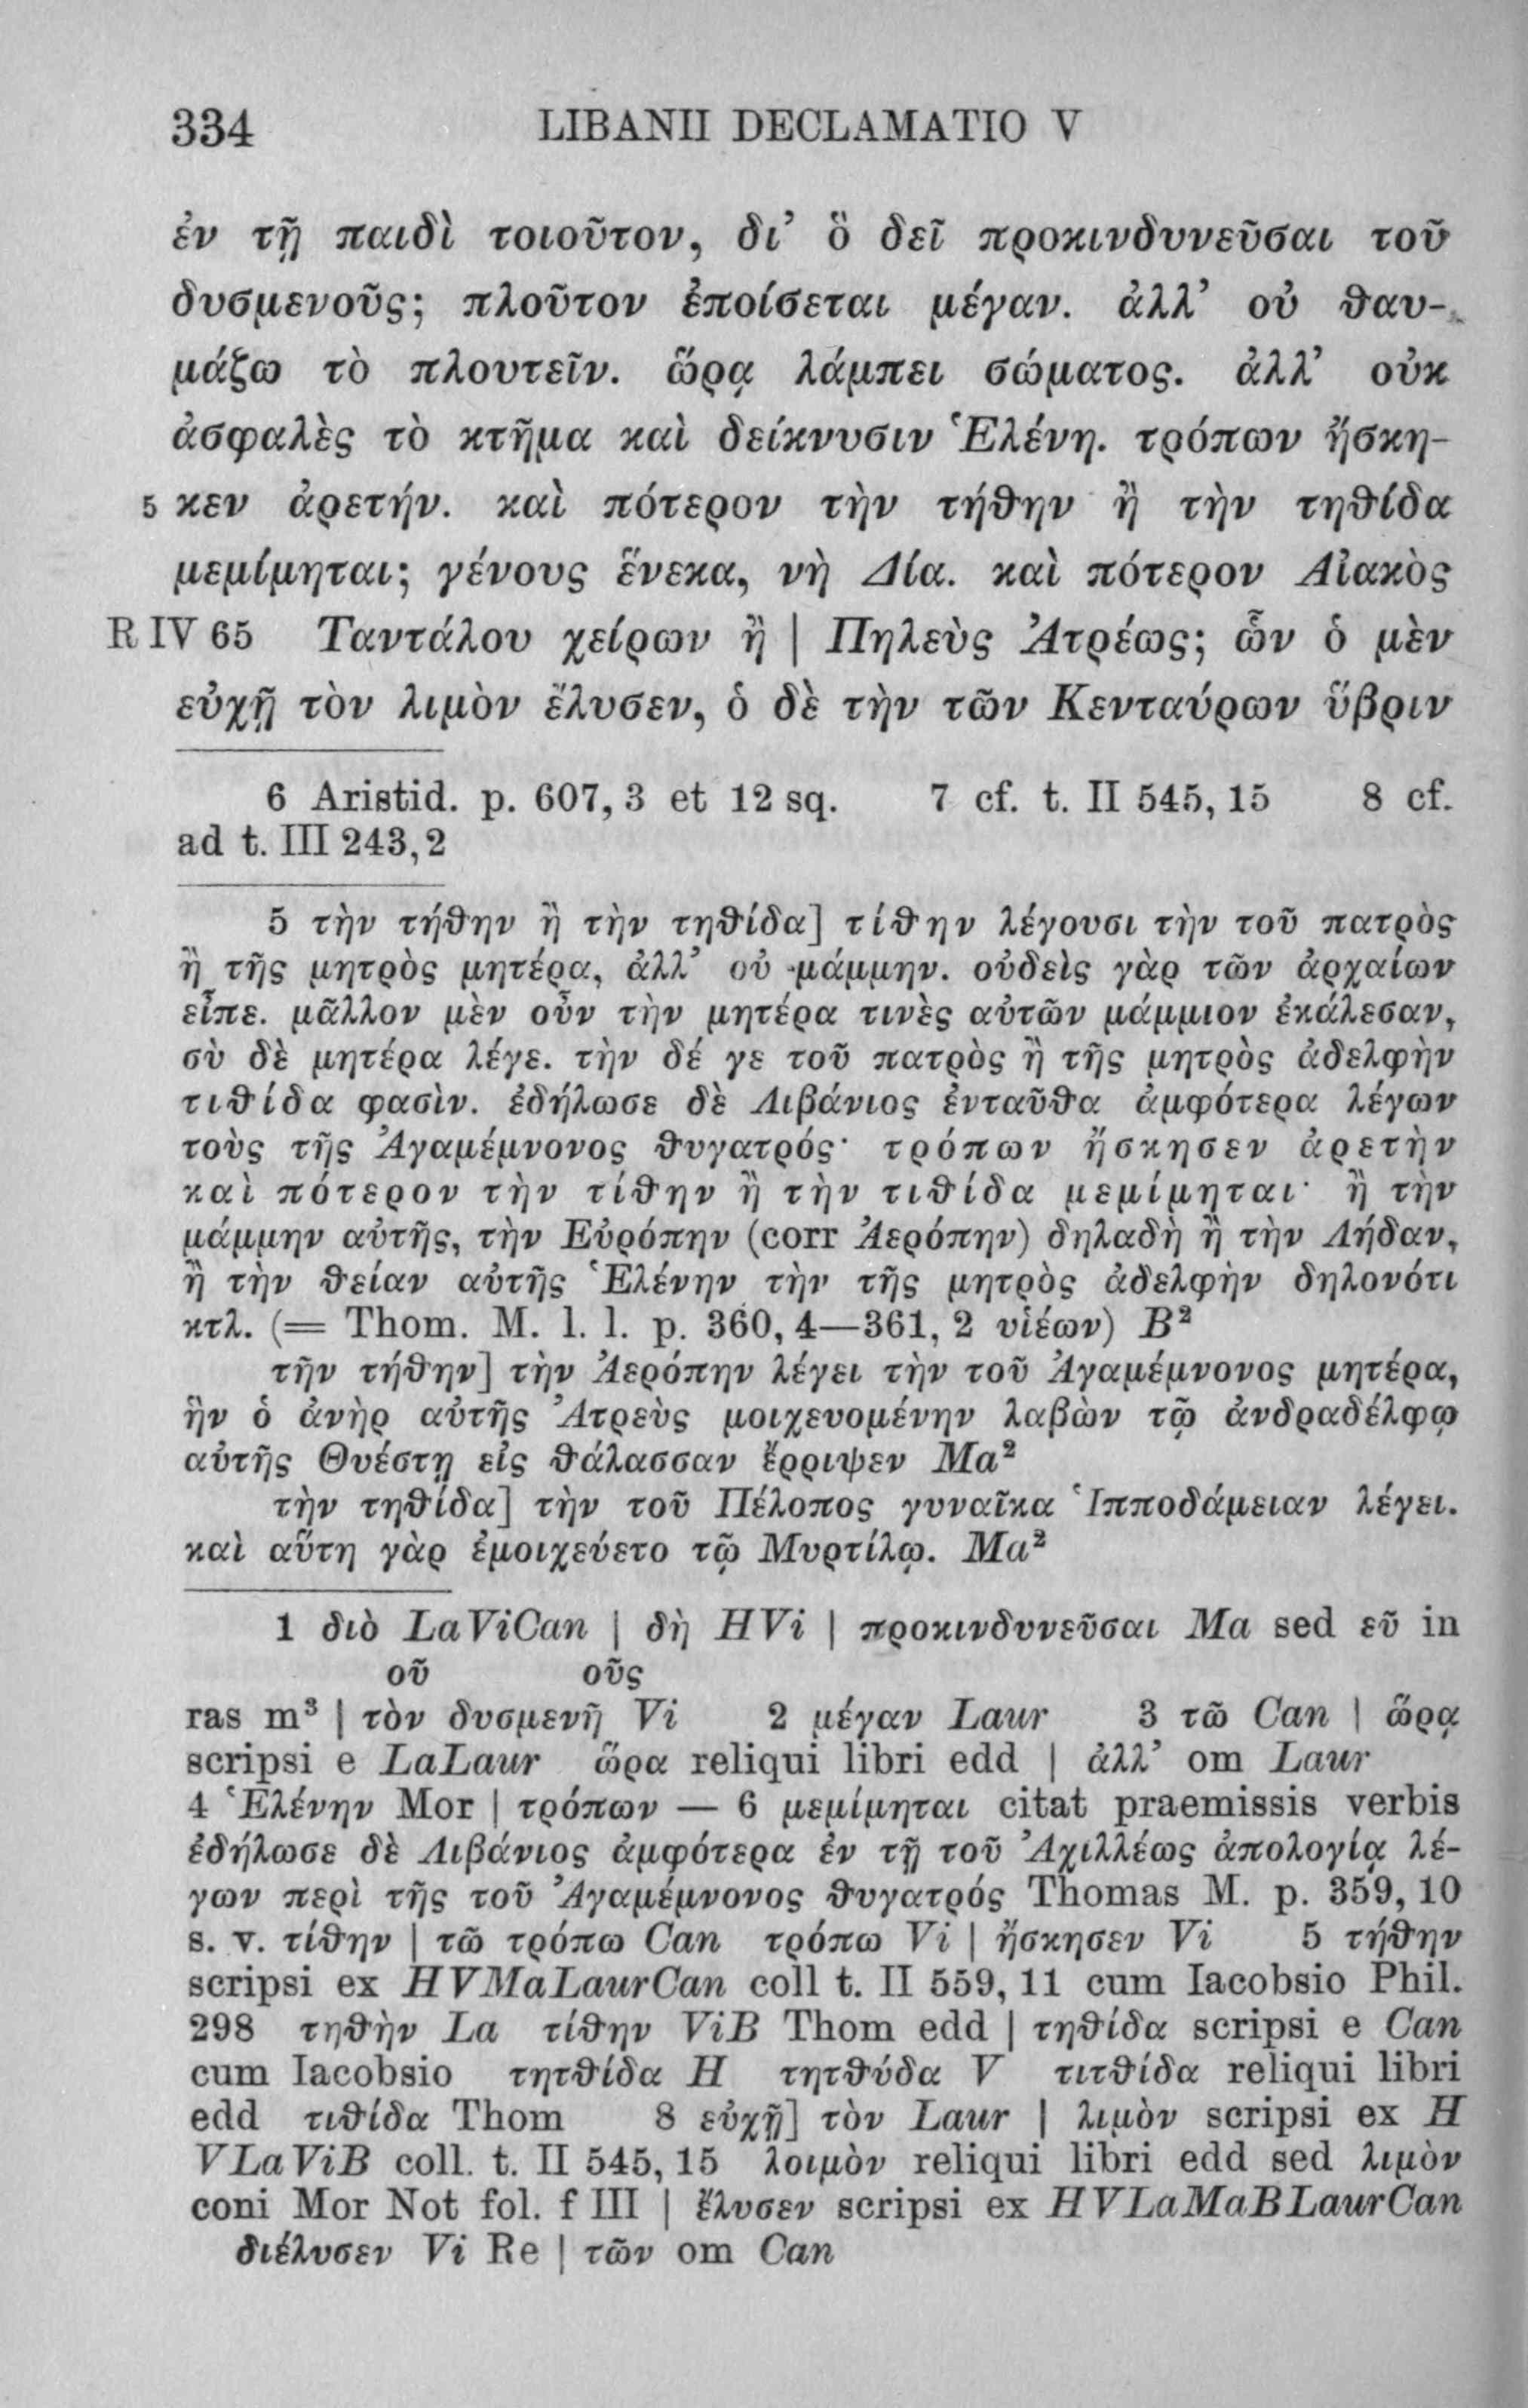 334 LIBANII DECLAMATIO V
ἐν τῇ παιδὶ τοιοῦτον, δι’ ὃ δεῖ προκινδυνεῦσαι τοῦ
δυσμενοῦς; πλοῦτον ἐποίσεται μέγαν. ἀλλ’ οὐ θαυ-
μάζω τὸ πλουτεῖν. ὥρᾳ λάμπει σώματος. ἀλλ’ οὐκ
ἀσφαλὲς τὸ κτῆμα καὶ δείκνυσιν Ἑλένη. τρόπων ἤσκη-
5 κεν ἀρετήν. καὶ πότερον τὴν τήθην ἢ τὴν τηθίδα
μεμίμηται; γένους ἕνεκα, νὴ Δία. καὶ πότερον Αἰακὸς
R IV 65 Ταντάλου χείρων ἢ | Πηλεὺς Ἀτρέως; ὧν ὁ μὲν
εὐχῇ τὸν λιμὸν ἔλυσεν, ὁ δὲ τὴν τῶν Κενταύρων ὕβριν
6 Aristid. p. 607, 3 et 12 sq. 7 cf. t. II 545, 15 8 cf.
ad t. III 243, 2
5 τὴν τήθην ἢ τὴν τηθίδα] τίθην λέγουσι τὴν τοῦ πατρὸς
ἢ τῆς μητρὸς μητέρα, ἀλλ’ οὐ μάμμην. οὐδεὶς γὰρ τῶν ἀρχαίων
εἶπε. μᾶλλον μὲν οὖν τὴν μητέρα τινὲς αὐτῶν μάμμιον ἐκάλεσαν,
σὺ δὲ μητέρα λέγε. τὴν δέ γε τοῦ πατρὸς ἢ τῆς μητρὸς ἀδελφὴν
τιθίδα φασὶν. ἐδήλωσε δὲ Λιβάνιος ἐνταῦθα ἀμφότερα λέγων
τοὺς τῆς Ἀγαμέμνονος θυγατρός· τρόπων ἤσκησεν ἀρετὴν
καὶ πότερον τὴν τίθην ἢ τὴν τιθίδα μεμίμηται· ἢ τὴν
μάμμην αὐτῆς, τὴν Εὐρόπην (corr Ἀερόπην) δηλαδὴ ἢ τὴν Λήδαν,
ἢ τὴν θείαν αὐτῆς Ἑλένην τὴν τῆς μητρὸς ἀδελφὴν δηλονότι
κτλ. (= Thom. M. l. l. p. 360, 4—361, 2 υἱέων) B²
τῆν τήθην] τὴν Ἀερόπην λέγει τὴν τοῦ Ἀγαμέμνονος μητέρα,
ἣν ὁ ἀνὴρ αὐτῆς Ἀτρεὺς μοιχευομένην λαβὼν τῷ ἀνδραδέλφῳ
αὐτῆς Θυέστῃ εἰς θάλασσαν ἔρριψεν Ma²
τὴν τηθίδα] τὴν τοῦ Πέλοπος γυναῖκα Ἱπποδάμειαν λέγει.
καὶ αὕτη γὰρ ἐμοιχεύετο τῷ Μυρτίλῳ. Ma²
1 διὸ LaViCan | δὴ HVi | προκινδυνεῦσαι Ma sed εῦ in
οῦ οῦς
ras m³ | τὸν δυσμενῆ Vi 2 μέγαν Laur 3 τῶ Can | ὥρᾳ
scripsi e LaLaur ὥρα reliqui libri edd | ἀλλ’ om Laur
4 Ἑλένην Mor | τρόπων — 6 μεμίμηται citat praemissis verbis
ἐδήλωσε δὲ Λιβάνιος ἀμφότερα ἐν τῇ τοῦ Ἀχιλλέως ἀπολογίᾳ λέ-
γων περὶ τῆς τοῦ Ἀγαμέμνονος θυγατρός Thomas M. p. 359, 10
s. v. τίθην | τῶ τρόπω Can τρόπω Vi | ἤσκησεν Vi 5 τήθην
scripsi ex HVMaLaurCan coll t. II 559, 11 cum Iacobsio Phil.
298 τηθὴν La τίθην ViB Thom edd | τηθίδα scripsi e Can
cum Iacobsio τητθίδα H τητθύδα V τιτθίδα reliqui libri
edd τιθίδα Thom 8 εὐχῇ] τὸν Laur | λιμὸν scripsi ex H
VLaViB coll. t. II 545, 15 λοιμὸν reliqui libri edd sed λιμὸν
coni Mor Not fol. f III | ἔλυσεν scripsi ex HVLaMaBLaurCan
διέλυσεν Vi Re | τῶν om Can